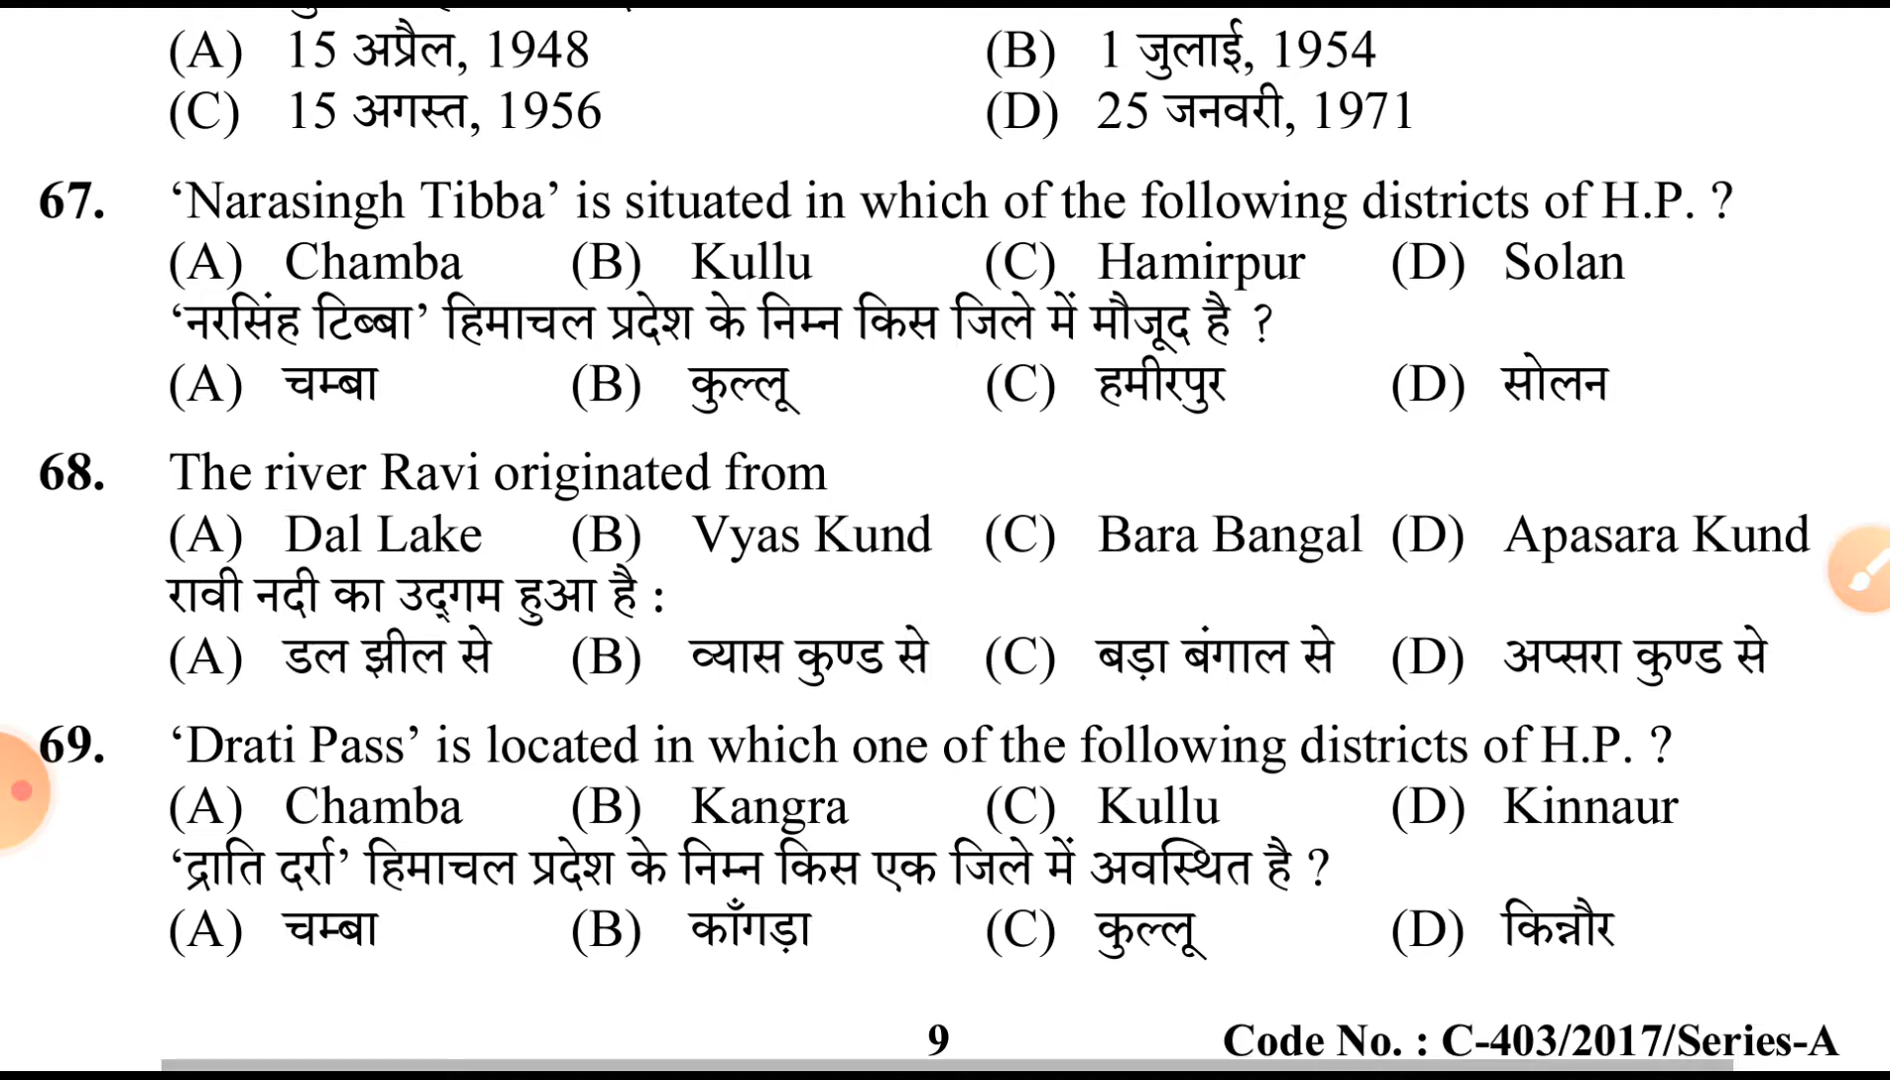 (A) 15 अप्रैल, 1948 (B) 1 जुलाई, 1954
(C) 15 अगस्त, 1956 (D) 25 जनवरी, 1971
67. ‘Narasingh Tibba’ is situated in which of the following districts of H.P. ?
(A) Chamba (B) Kullu (C) Hamirpur (D) Solan
‘नरसिंह टिब्बा’ हिमाचल प्रदेश के निम्न किस जिले में मौजूद है ?
(A) चम्बा (B) कुल्लू (C) हमीरपुर (D) सोलन
68. The river Ravi originated from
(A) Dal Lake (B) Vyas Kund (C) Bara Bangal (D) Apasara Kund
रावी नदी का उद्‌गम हुआ है :
(A) डल झील से (B) व्यास कुण्ड से (C) बड़ा बंगाल से (D) अप्सरा कुण्ड से
69. ‘Drati Pass’ is located in which one of the following districts of H.P. ?
(A) Chamba (B) Kangra (C) Kullu (D) Kinnaur
‘द्राति दर्रा’ हिमाचल प्रदेश के निम्न किस एक जिले में अवस्थित है ?
(A) चम्बा (B) काँगड़ा (C) कुल्लू (D) किन्नौर
9 Code No. : C-403/2017/Series-A